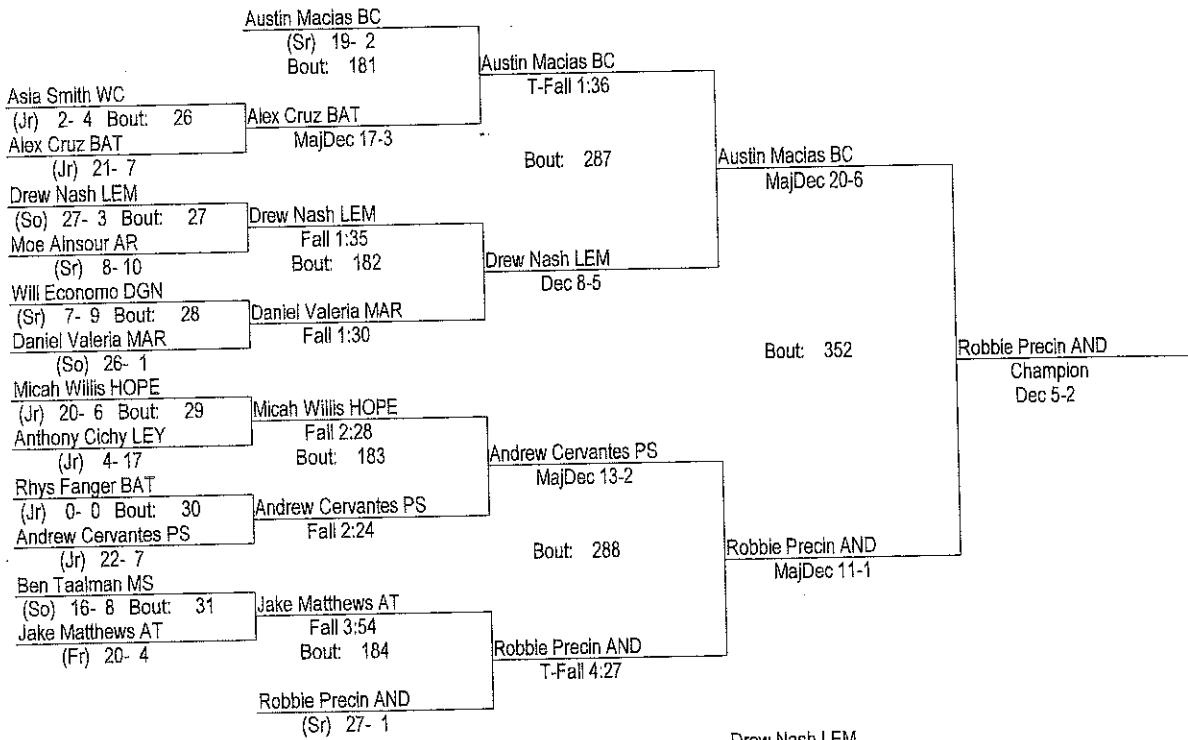 Austin Macias BC
(Sr) 19- 2
Bout: 181
Austin Macias BC
T-Fall 1:36
Asia Smith WC
(Jr) 2- 4 Bout: 26
Alex Cruz BAT
MajDec 17-3
Alex Cruz BAT
(Jr) 21- 7
Bout: 287
Austin Macias BC
MajDec 20-6
Drew Nash LEM
(So) 27- 3 Bout: 27
Drew Nash LEM
Fall 1:35
Moe Ainsour AR
(Sr) 8- 10
Bout: 182
Drew Nash LEM
Dec 8-5
Will Economo DGN
(Sr) 7- 9 Bout: 28
Daniel Valeria MAR
Fall 1:30
Daniel Valeria MAR
(So) 26- 1
Bout: 352
Robbie Precin AND
Champion
Dec 5-2
Micah Willis HOPE
(Jr) 20- 6 Bout: 29
Micah Willis HOPE
Fall 2:28
Anthony Cichy LEY
(Jr) 4- 17
Bout: 183
Andrew Cervantes PS
MajDec 13-2
Rhys Fanger BAT
(Jr) 0- 0 Bout: 30
Andrew Cervantes PS
Fall 2:24
Andrew Cervantes PS
(Jr) 22- 7
Bout: 288
Robbie Precin AND
MajDec 11-1
Ben Taalman MS
(So) 16- 8 Bout: 31
Jake Matthews AT
Fall 3:54
Jake Matthews AT
(Fr) 20- 4
Bout: 184
Robbie Precin AND
T-Fall 4:27
Robbie Precin AND
(Sr) 27- 1
Drew Nash LEM